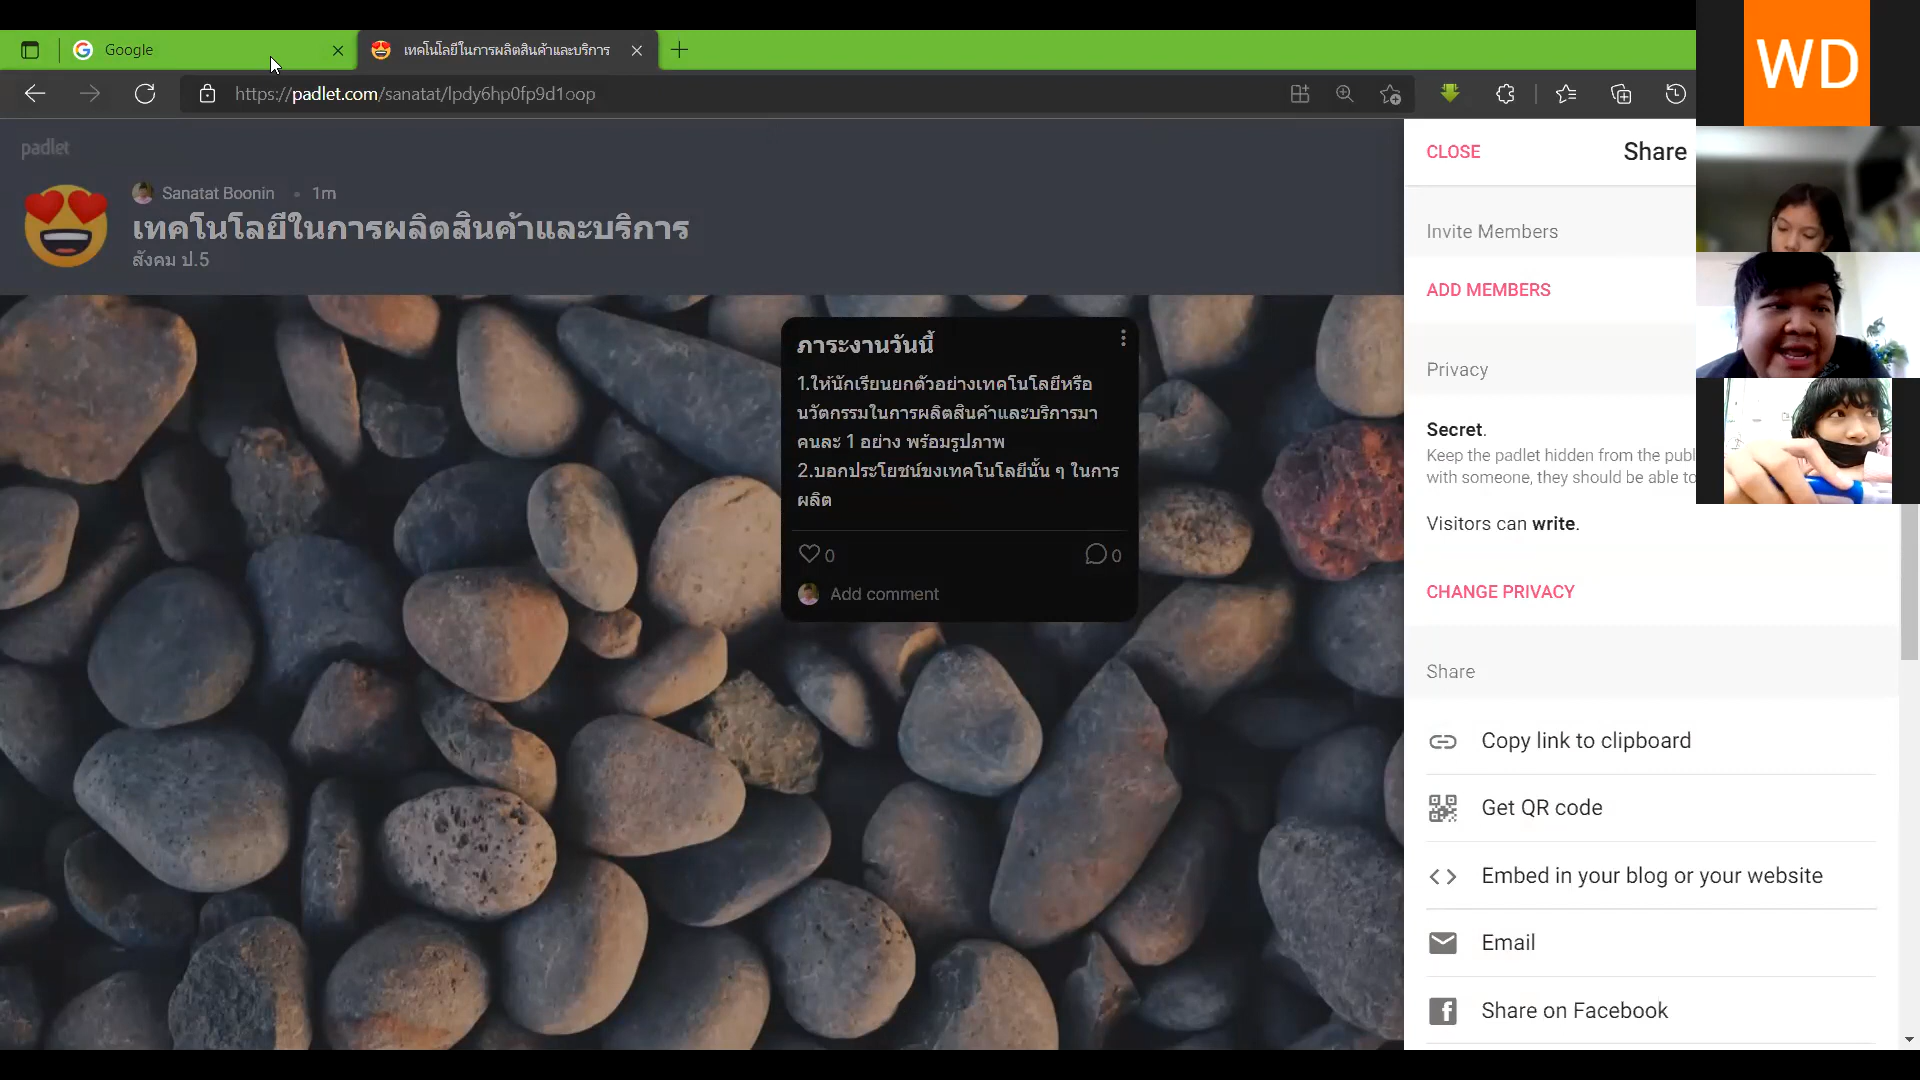 Google
เทคโนโลยีในการผลิตสินค้าและบริการ
https://padlet.com/sanatat/lpdy6hp0fp9d1oop
WD
padlet
Sanatat Boonin • 1m
เทคโนโลยีในการผลิตสินค้าและบริการ
สังคม ป.5
ภาระงานวันนี้
1.ให้นักเรียนยกตัวอย่างเทคโนโลยีหรือ
นวัตกรรมในการผลิตสินค้าและบริการมา
คนละ 1 อย่าง พร้อมรูปภาพ
2.บอกประโยชน์ขงเทคโนโลยีนั้น ๆ ในการ
ผลิต
0
0
Add comment
CLOSE
Share
Invite Members
ADD MEMBERS
Privacy
Secret.
Keep the padlet hidden from the publ
with someone, they should be able to
Visitors can write.
CHANGE PRIVACY
Share
Copy link to clipboard
Get QR code
Embed in your blog or your website
Email
Share on Facebook